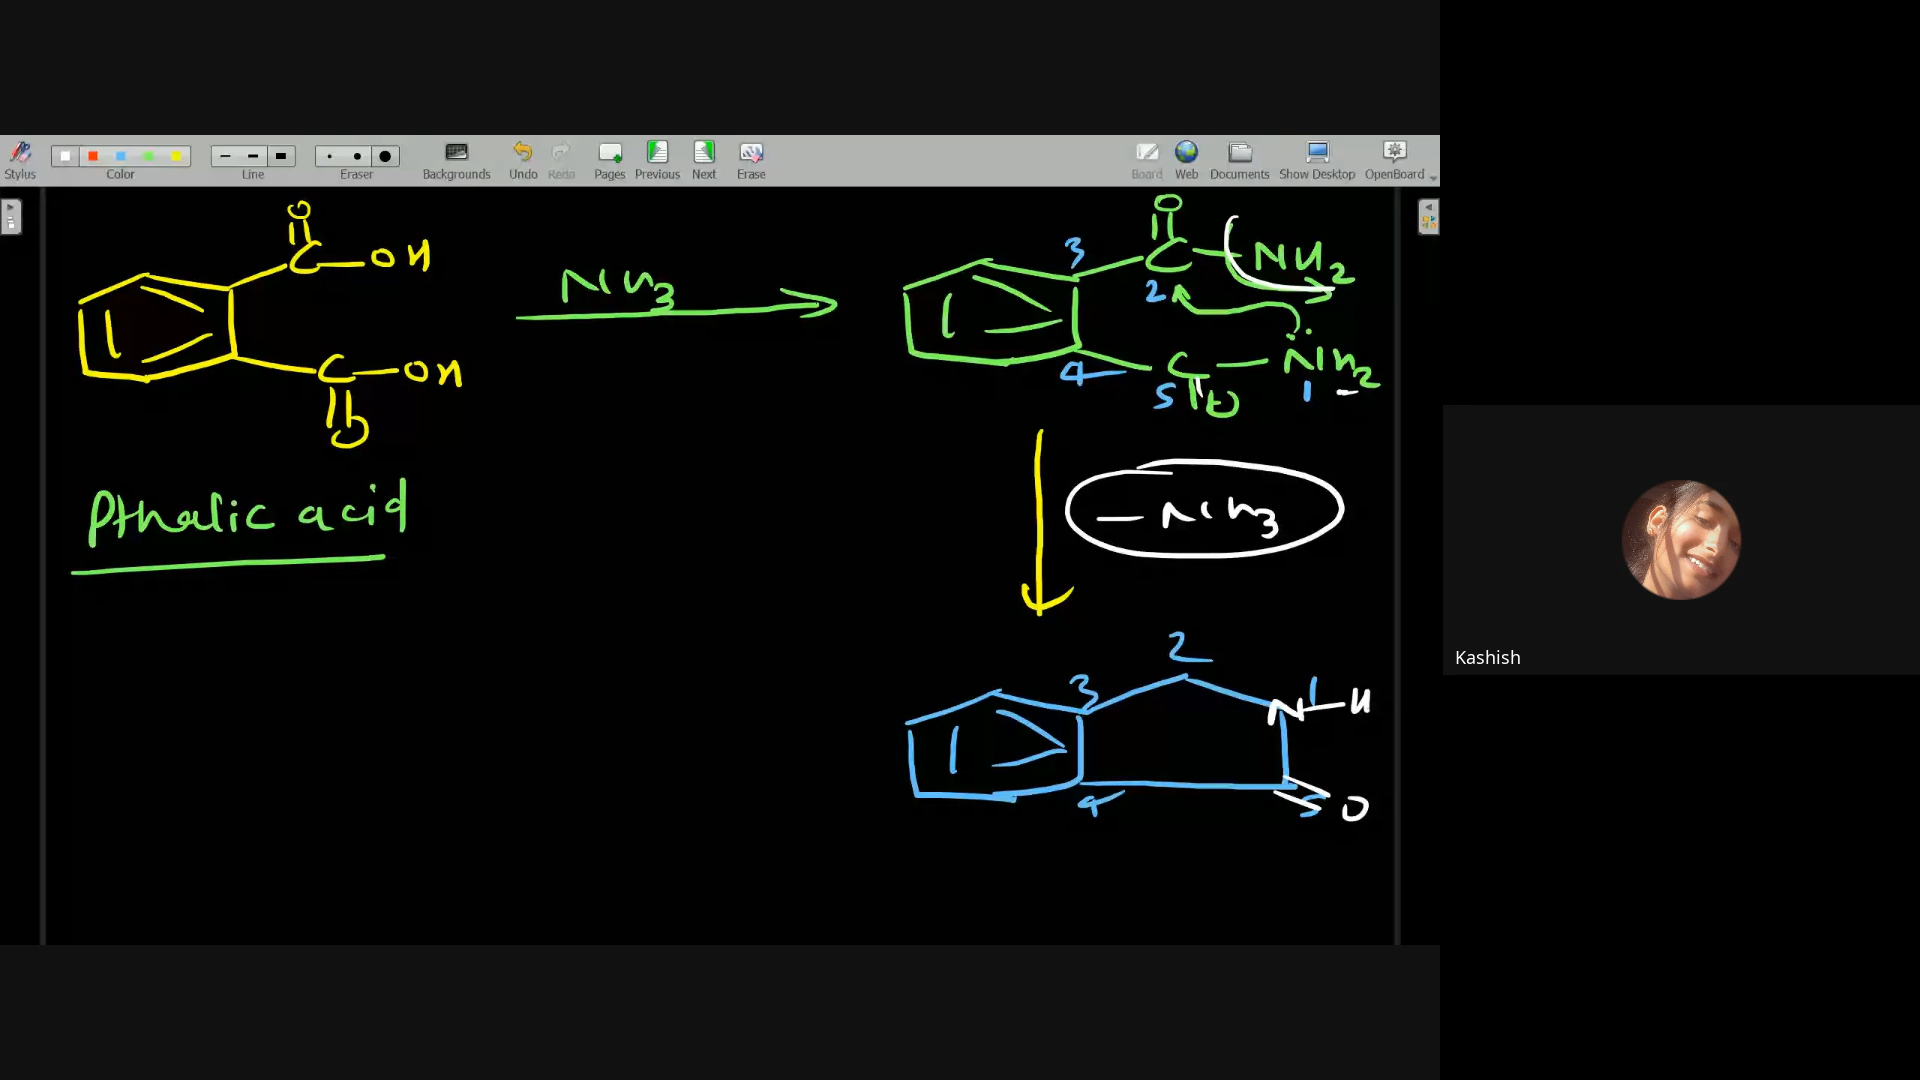 Stylus Color Line Eraser Backgrounds Undo Redo Pages Previous Next Erase Board Web Documents Show Desktop OpenBoard
O
C—OH
C—OH
O
Pthalic acid
NH3
O
3 C—NH2
2
4 C—NH2
5 O 1
— NH3
2
3 N—H
1
4 5 O
Kashish